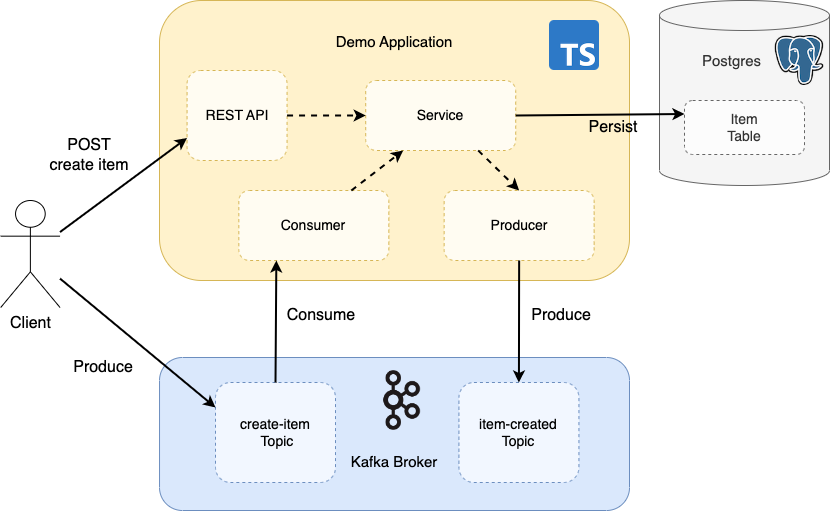 Demo Application
TS
Postgres
REST API
Service
Item
Table
POST
create item
Persist
Consumer
Producer
Client
Consume
Produce
Produce
create-item
Topic
item-created
Topic
Kafka Broker